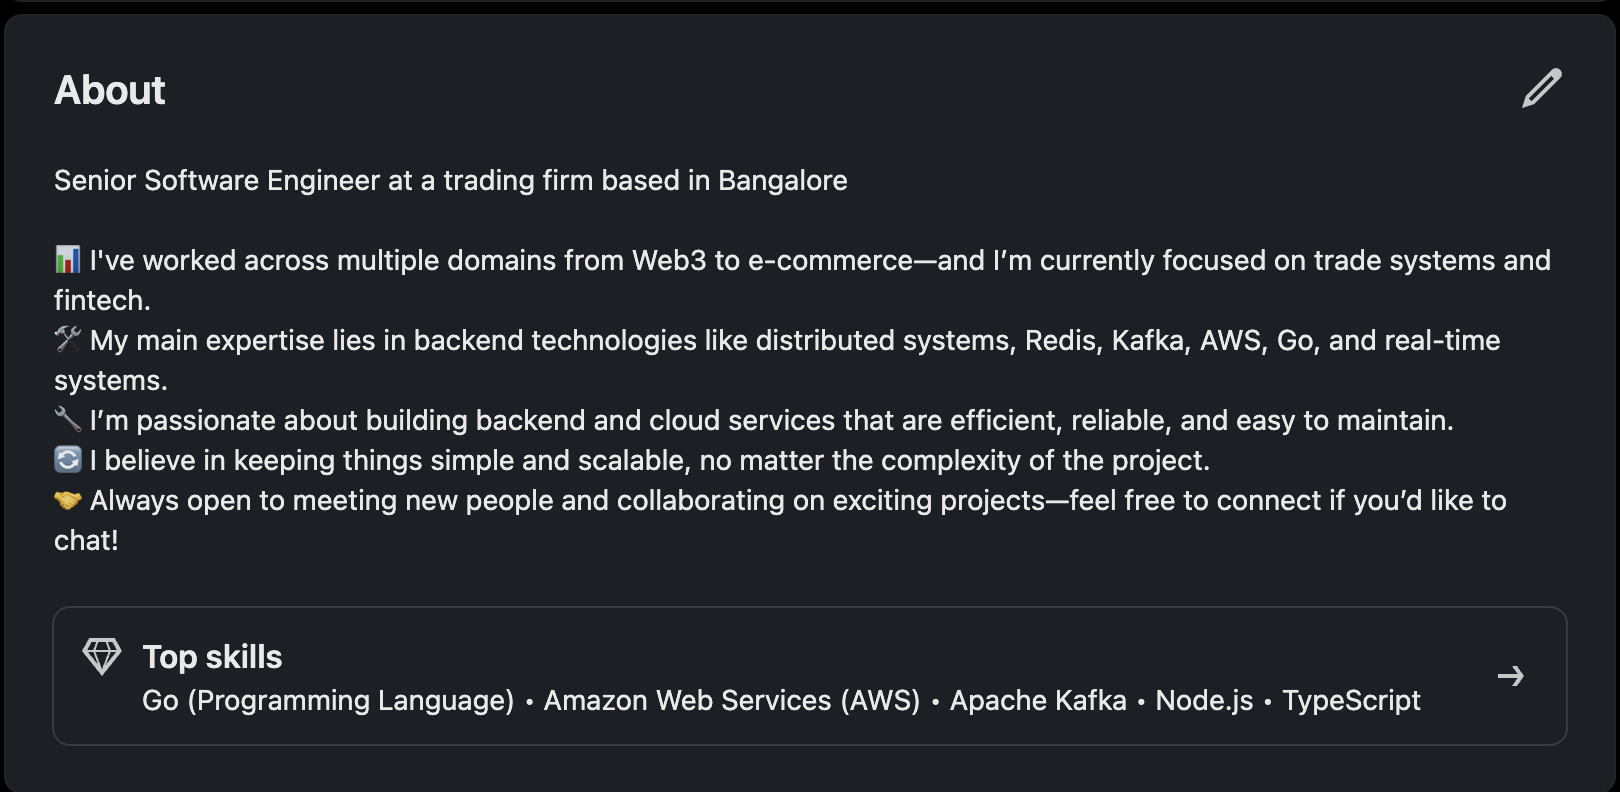 About
Senior Software Engineer at a trading firm based in Bangalore
📊 I've worked across multiple domains from Web3 to e-commerce—and I’m currently focused on trade systems and
fintech.
🛠️ My main expertise lies in backend technologies like distributed systems, Redis, Kafka, AWS, Go, and real-time
systems.
🔧 I’m passionate about building backend and cloud services that are efficient, reliable, and easy to maintain.
🔄 I believe in keeping things simple and scalable, no matter the complexity of the project.
🤝 Always open to meeting new people and collaborating on exciting projects—feel free to connect if you’d like to
chat!
Top skills
Go (Programming Language) • Amazon Web Services (AWS) • Apache Kafka • Node.js • TypeScript